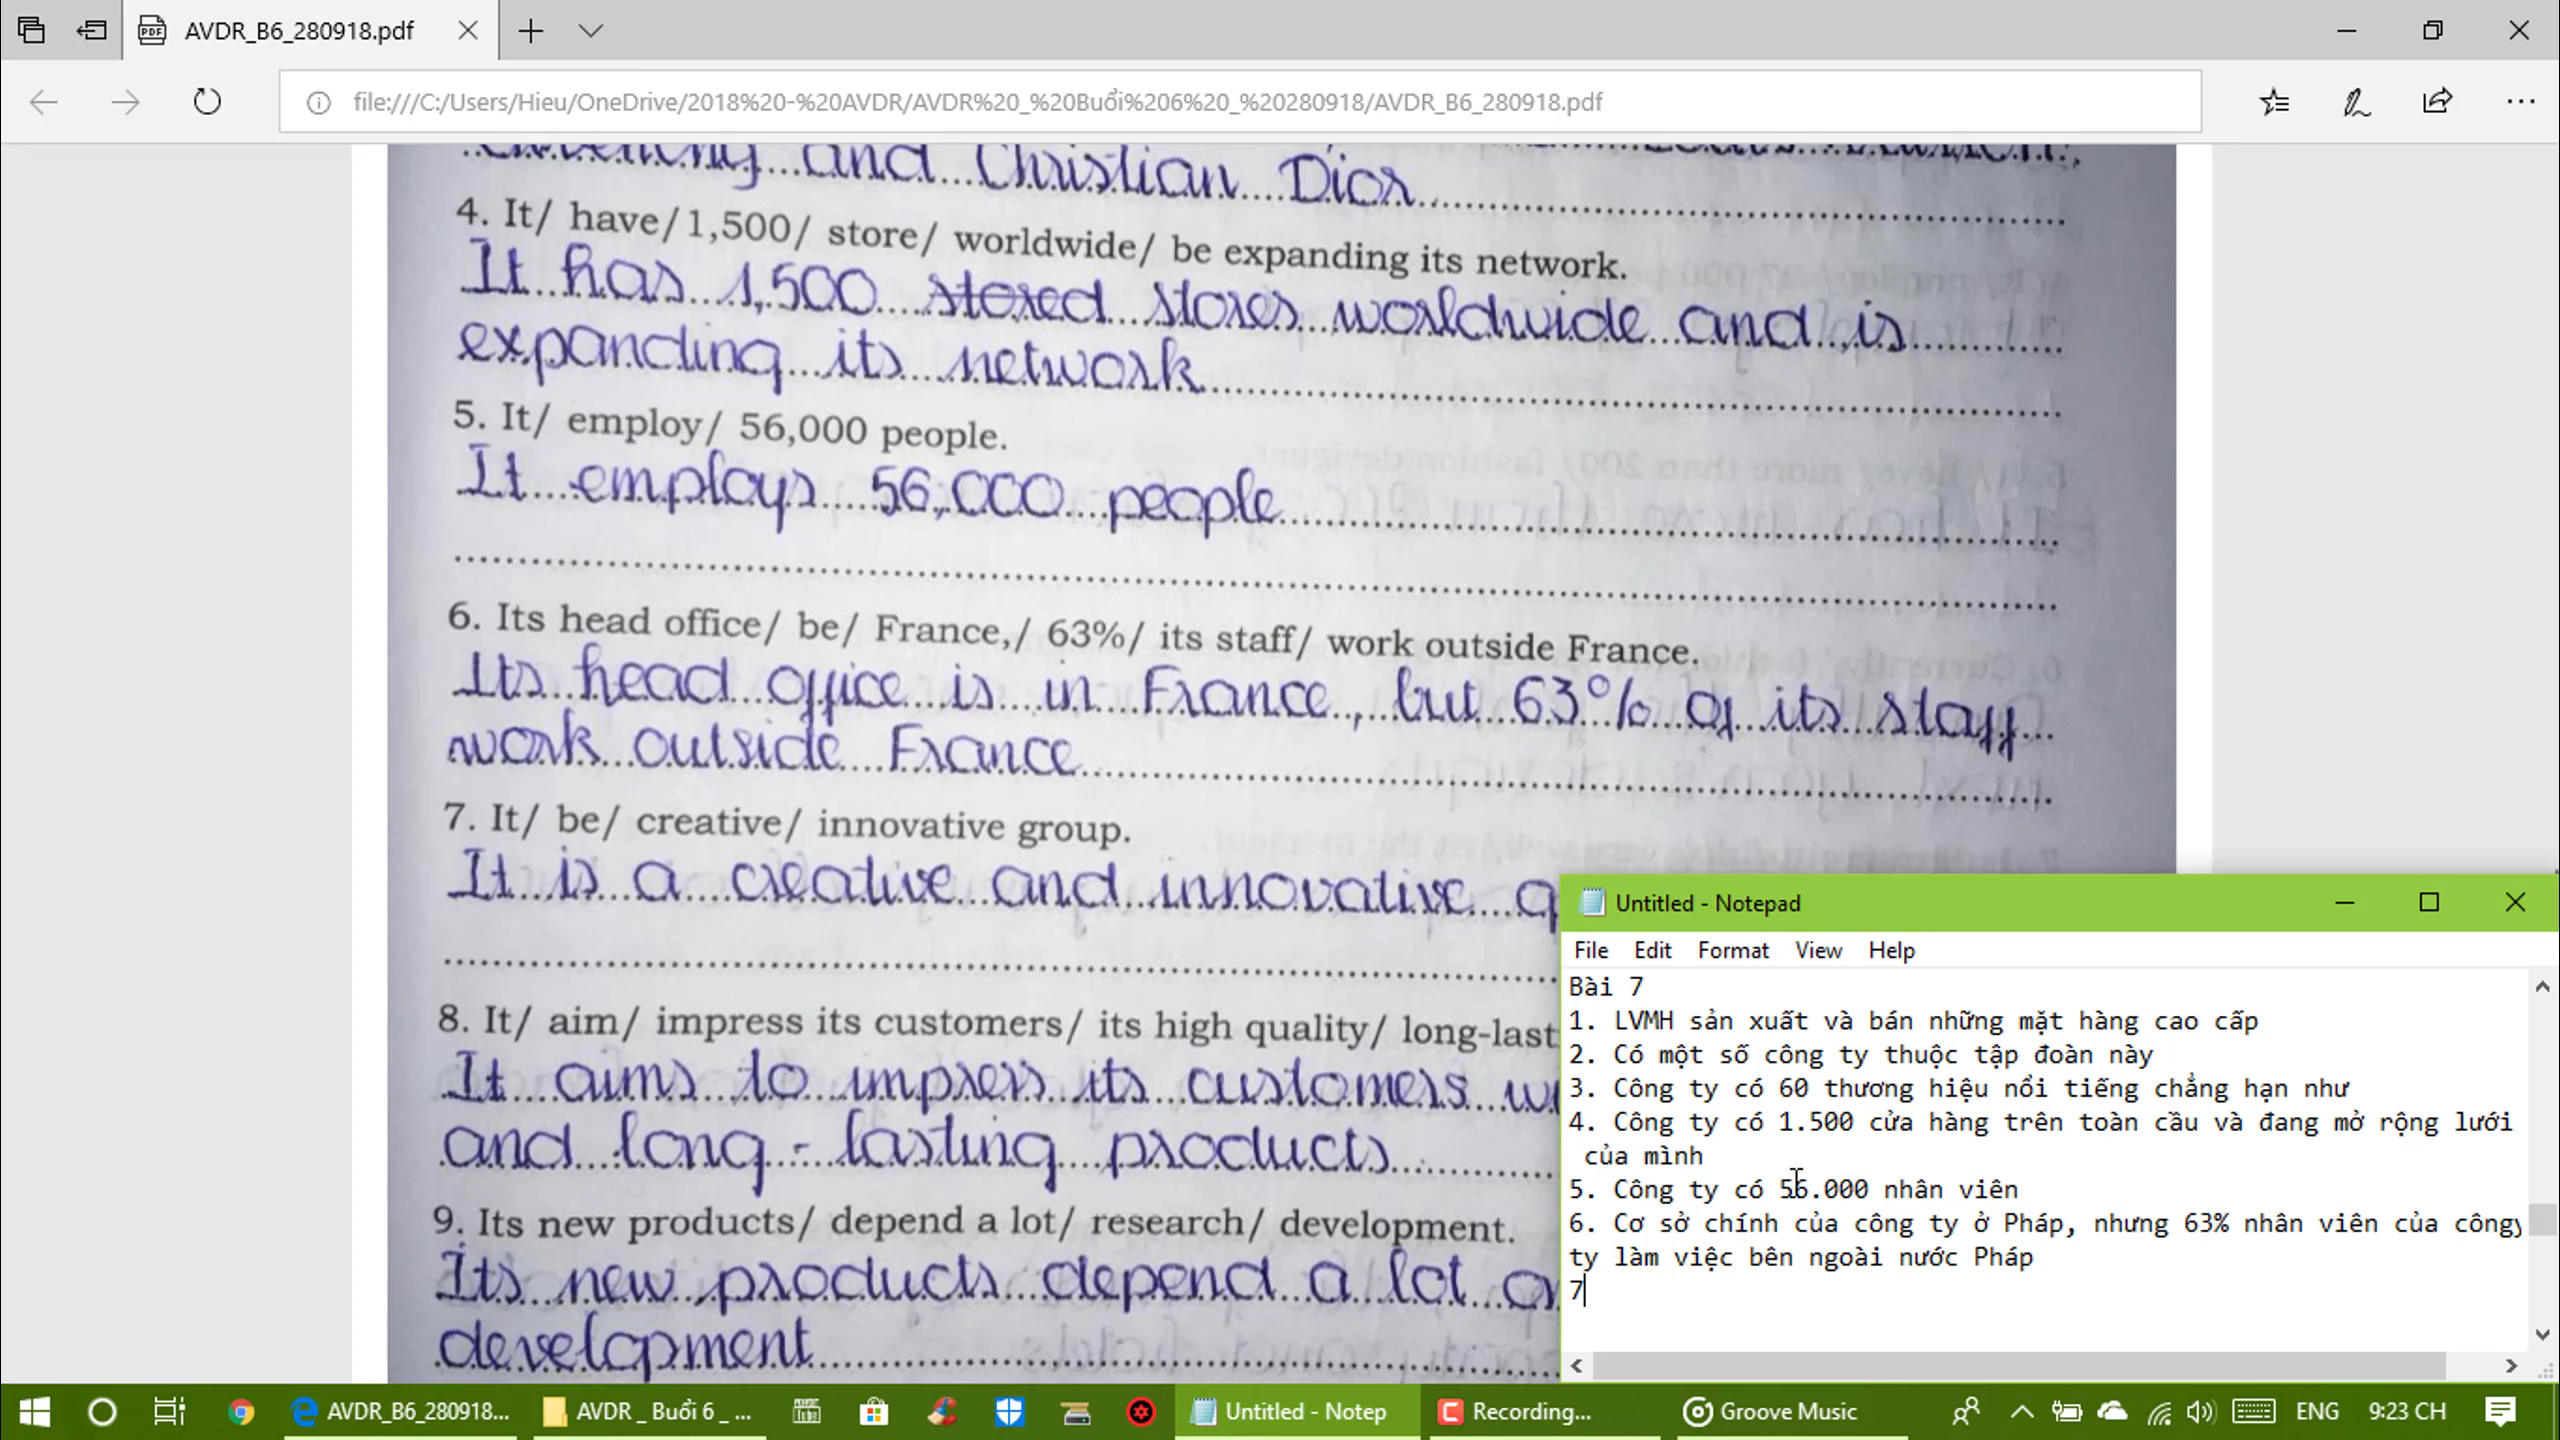 AVDR_B6_280918.pdf
file:///C:/Users/Hieu/OneDrive/2018%20-%20AVDR/AVDR%20_%20Buổi%206%20_%20280918/AVDR_B6_280918.pdf
and Christian Dior
4. It/ have/1,500/ store/ worldwide/ be expanding its network.
It has 1,500 stored stores worldwide and is
expanding its network
5. It/ employ/ 56,000 people.
It employs 56,000 people
6. Its head office/ be/ France,/ 63%/ its staff/ work outside France.
Its head office is in France, but 63% of its staff
work outside France
7. It/ be/ creative/ innovative group.
It is a creative and innovative
8. It/ aim/ impress its customers/ its high quality/ long-last
It aims to impress its customers
and long-lasting products
9. Its new products/ depend a lot/ research/ development.
Its new products depend a lot
development
Untitled - Notepad
File Edit Format View Help
Bài 7
1. LVMH sản xuất và bán những mặt hàng cao cấp
2. Có một số công ty thuộc tập đoàn này
3. Công ty có 60 thương hiệu nổi tiếng chẳng hạn như
4. Công ty có 1.500 cửa hàng trên toàn cầu và đang mở rộng lưới
của mình
5. Công ty có 56.000 nhân viên
6. Cơ sở chính của công ty ở Pháp, nhưng 63% nhân viên của côngy
ty làm việc bên ngoài nước Pháp
7
AVDR_B6_280918... AVDR _ Buổi 6 _ ... Untitled - Notep Recording... Groove Music ENG 9:23 CH